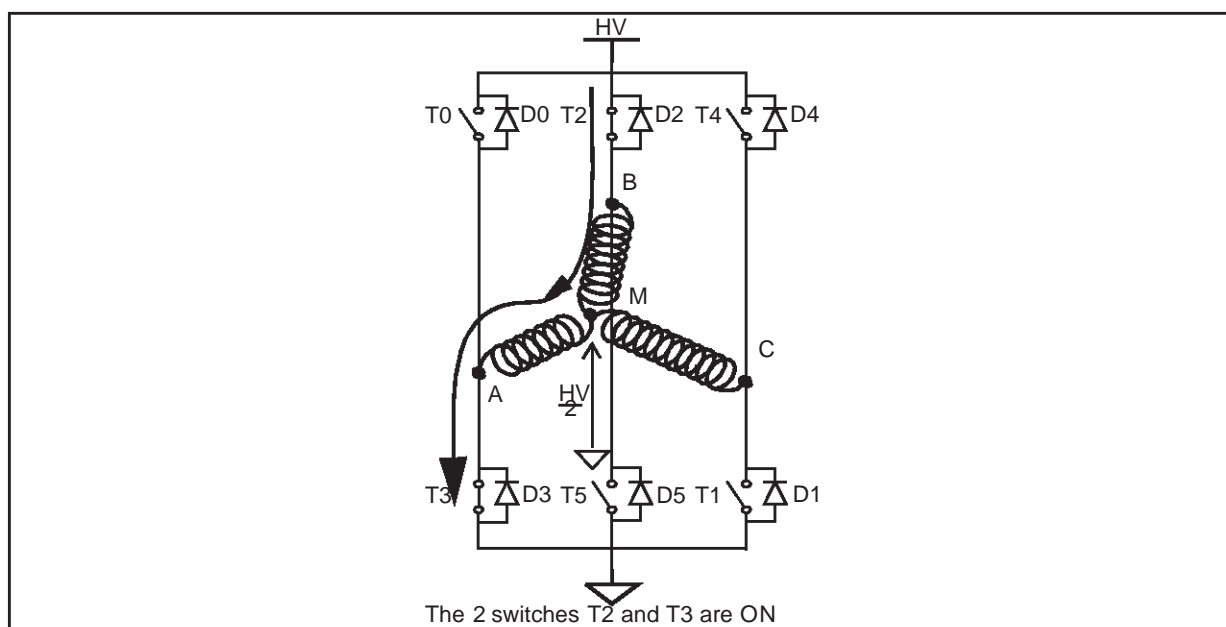 HV
T0 D0 T2 D2 T4 D4
B
M
C
A
HV
2
T3 D3 T5 D5 T1 D1
The 2 switches T2 and T3 are ON